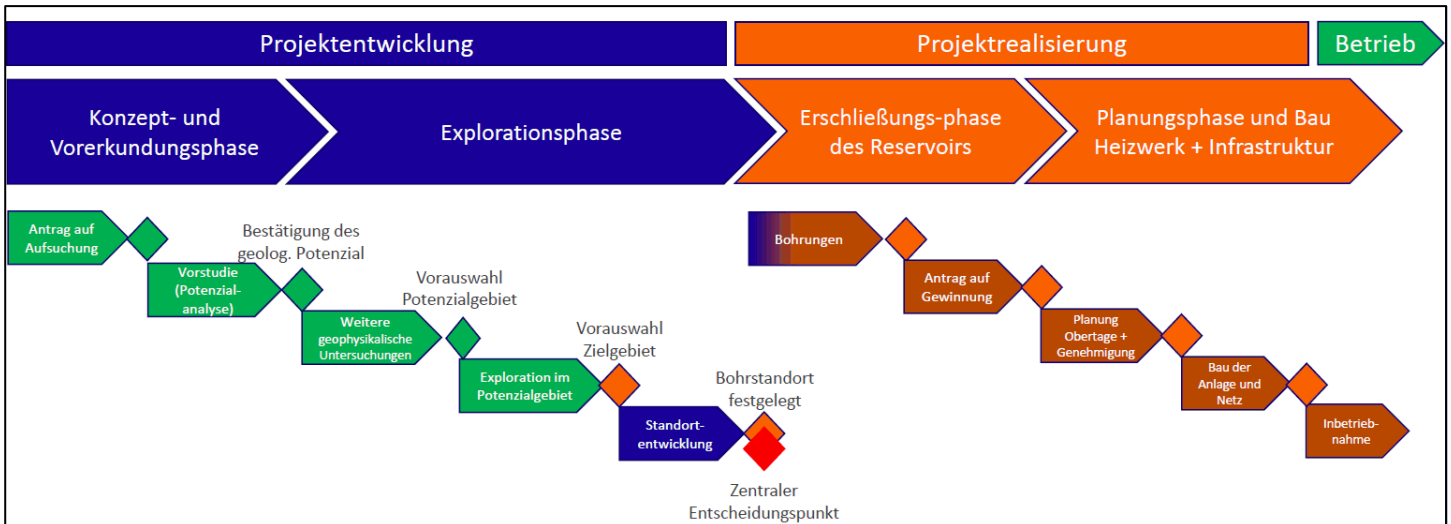 Projektentwicklung
Projektrealisierung
Betrieb
Konzept- und
Vorerkundungsphase
Explorationsphase
Erschließungs-phase
des Reservoirs
Planungsphase und Bau
Heizwerk + Infrastruktur
Antrag auf
Aufsuchung
Vorstudie
(Potenzial-
analyse)
Bestätigung des
geolog. Potenzial
Weitere
geophysikalische
Untersuchungen
Vorauswahl
Potenzialgebiet
Exploration im
Potenzialgebiet
Vorauswahl
Zielgebiet
Standort-
entwicklung
Bohrstandort
festgelegt
Zentraler
Entscheidungspunkt
Bohrungen
Antrag auf
Gewinnung
Planung
Obertage +
Genehmigung
Bau der
Anlage und
Netz
Inbetrieb-
nahme